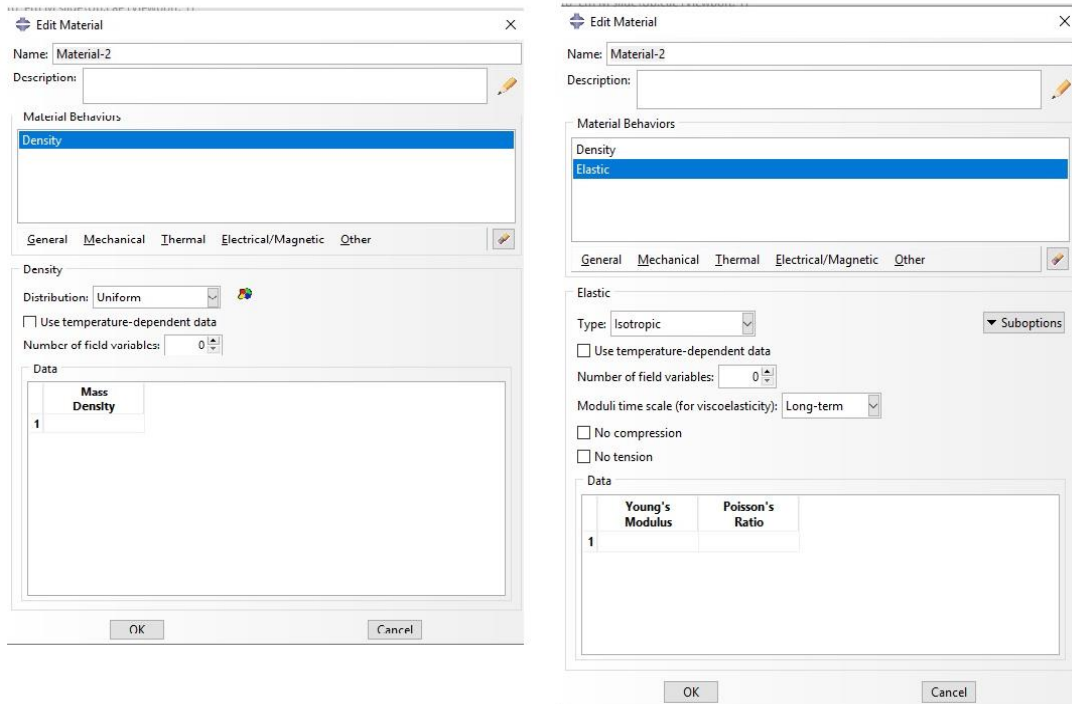 Edit Material
Name: Material-2
Description:
Material Behaviors
Density
General Mechanical Thermal Electrical/Magnetic Other
Density
Distribution: Uniform
Use temperature-dependent data
Number of field variables: 0
Data
Mass
Density
1
OK Cancel
Edit Material
Name: Material-2
Description:
Material Behaviors
Density
Elastic
General Mechanical Thermal Electrical/Magnetic Other
Elastic
Type: Isotropic Suboptions
Use temperature-dependent data
Number of field variables: 0
Moduli time scale (for viscoelasticity): Long-term
No compression
No tension
Data
Young's Poisson's
Modulus Ratio
1
OK Cancel